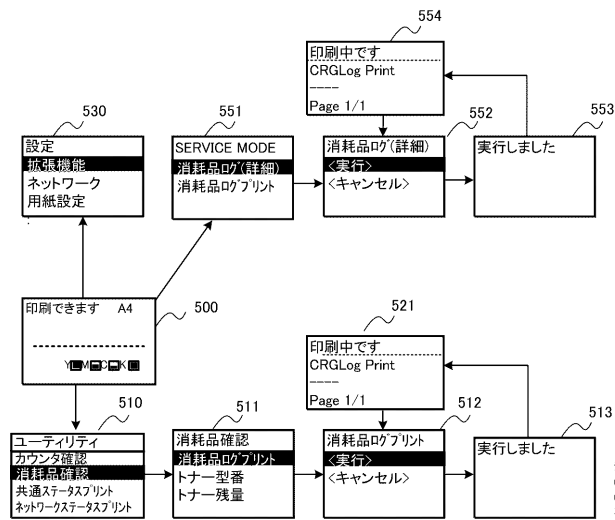 554
印刷中です
CRGLog Print
----
Page 1/1
530
設定
拡張機能
ネットワーク
用紙設定
:
551
SERVICE MODE
消耗品ログ(詳細)
消耗品ログプリント
552
消耗品ログ(詳細)
<実行>
<キャンセル>
553
実行しました
500
印刷できます A4
Y M C K
521
印刷中です
CRGLog Print
----
Page 1/1
510
ユーティリティ
カウンタ確認
消耗品確認
共通ステータスプリント
ネットワークステータスプリント
511
消耗品確認
消耗品ログプリント
トナー型番
トナー残量
512
消耗品ログプリント
<実行>
<キャンセル>
513
実行しました